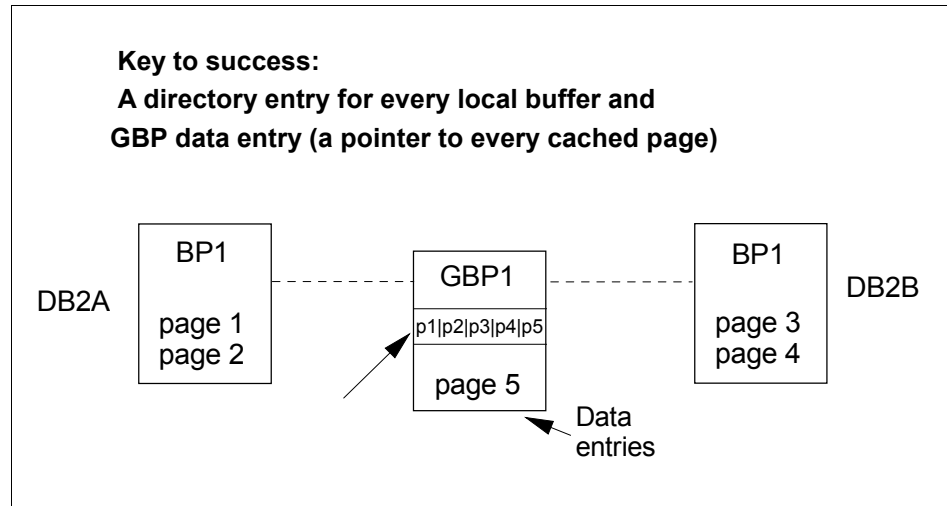 Key to success:
A directory entry for every local buffer and
GBP data entry (a pointer to every cached page)
DB2A
BP1
page 1
page 2
GBP1
p1|p2|p3|p4|p5
page 5
BP1
page 3
page 4
DB2B
Data
entries